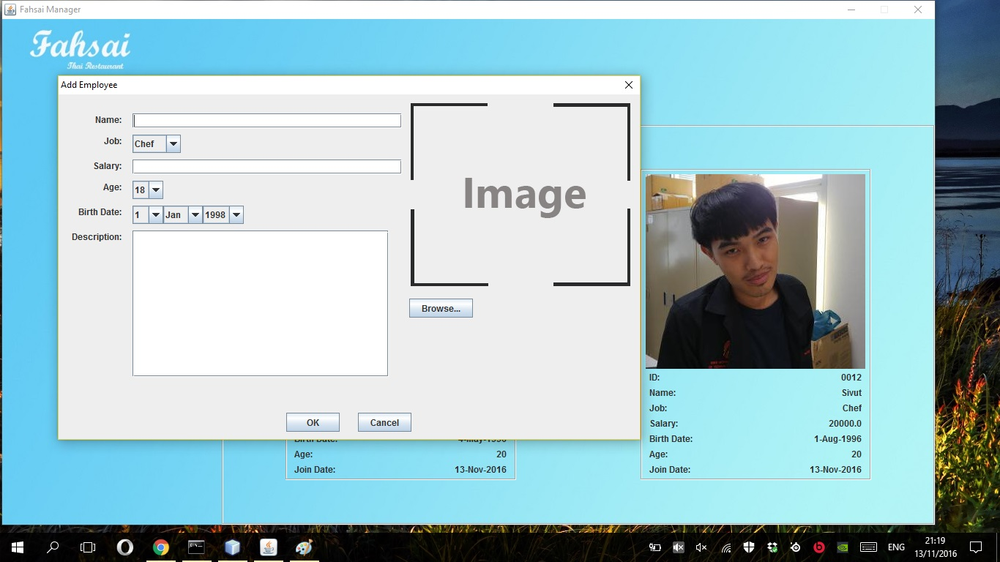 Fahsai Manager
Fahsai
Thai Restaurant
Add Employee
Name:
Job: Chef
Salary:
Age: 18
Birth Date: 1 Jan 1998
Description:
Image
Browse...
OK Cancel
Birth Date: 4-May-1996
Age: 20
Join Date: 13-Nov-2016
ID: 0012
Name: Sivut
Job: Chef
Salary: 20000.0
Birth Date: 1-Aug-1996
Age: 20
Join Date: 13-Nov-2016
ENG
21:19
13/11/2016